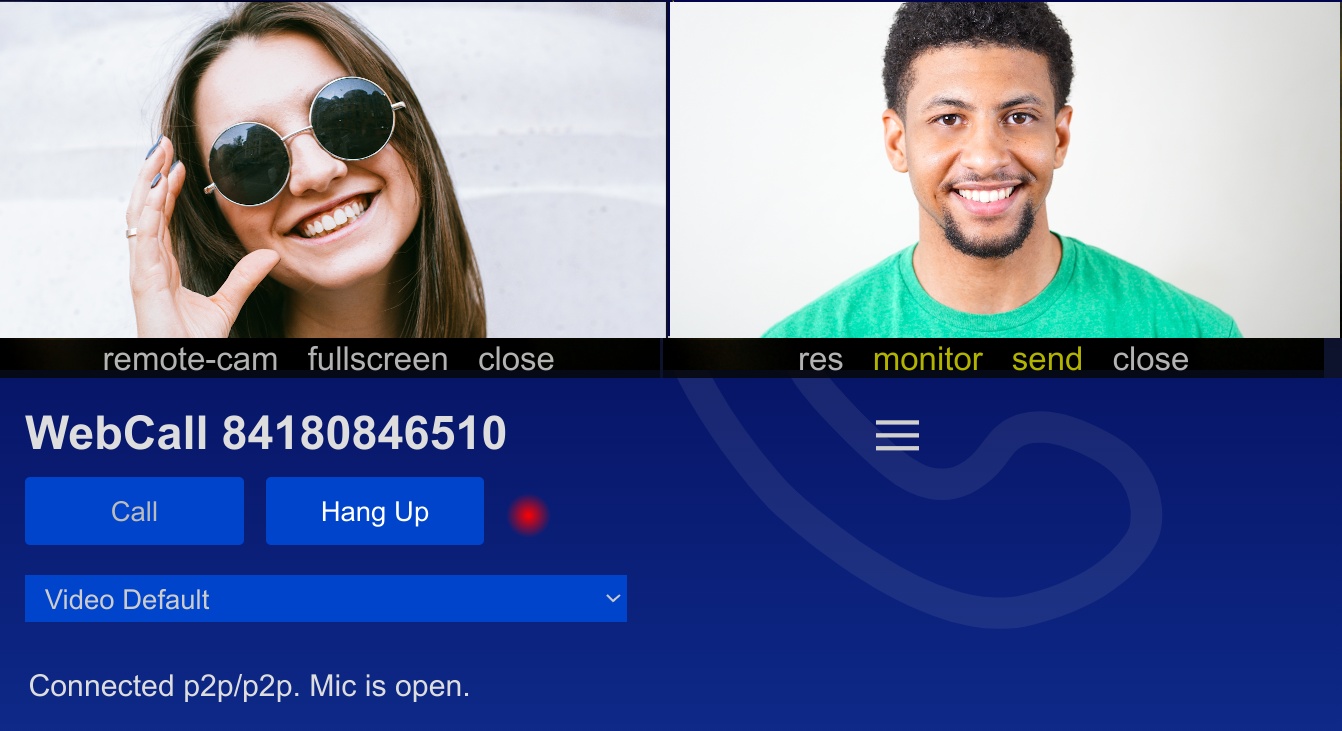 remote-cam fullscreen close
res monitor send close
WebCall 84180846510
Call
Hang Up
Video Default
Connected p2p/p2p. Mic is open.